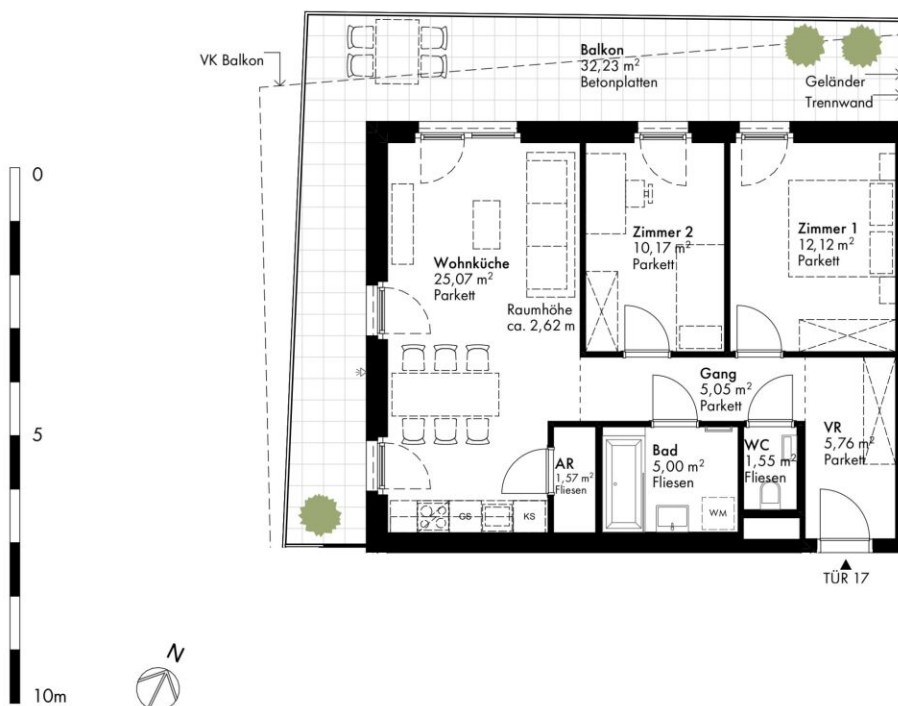 VK Balkon
Balkon
32,23 m²
Betonplatten
Geländer
Trennwand
0
Wohnküche
25,07 m²
Parkett
Raumhöhe
ca. 2,62 m
Zimmer 2
10,17 m²
Parkett
Zimmer 1
12,12 m²
Parkett
Gang
5,05 m²
Parkett
VR
5,76 m²
Parkett
5
AR
1,57 m²
Fliesen
Bad
5,00 m²
Fliesen
WC
1,55 m²
Fliesen
GS
KS
WM
TÜR 17
N
10m